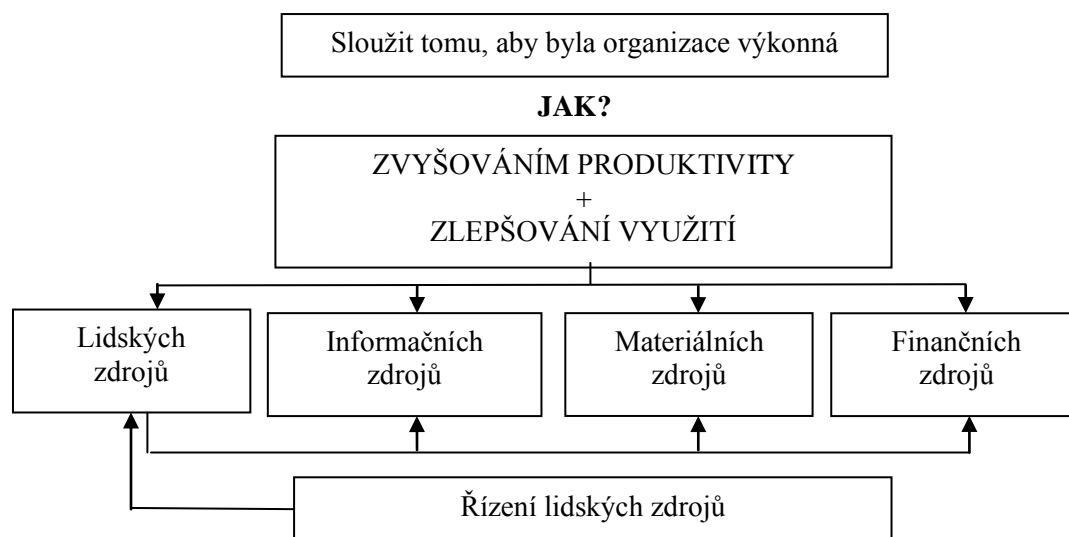 Sloužit tomu, aby byla organizace výkonná
JAK?
ZVYŠOVÁNÍM PRODUKTIVITY
+
ZLEPŠOVÁNÍ VYUŽITÍ
Lidských
zdrojů
Informačních
zdrojů
Materiálních
zdrojů
Finančních
zdrojů
Řízení lidských zdrojů